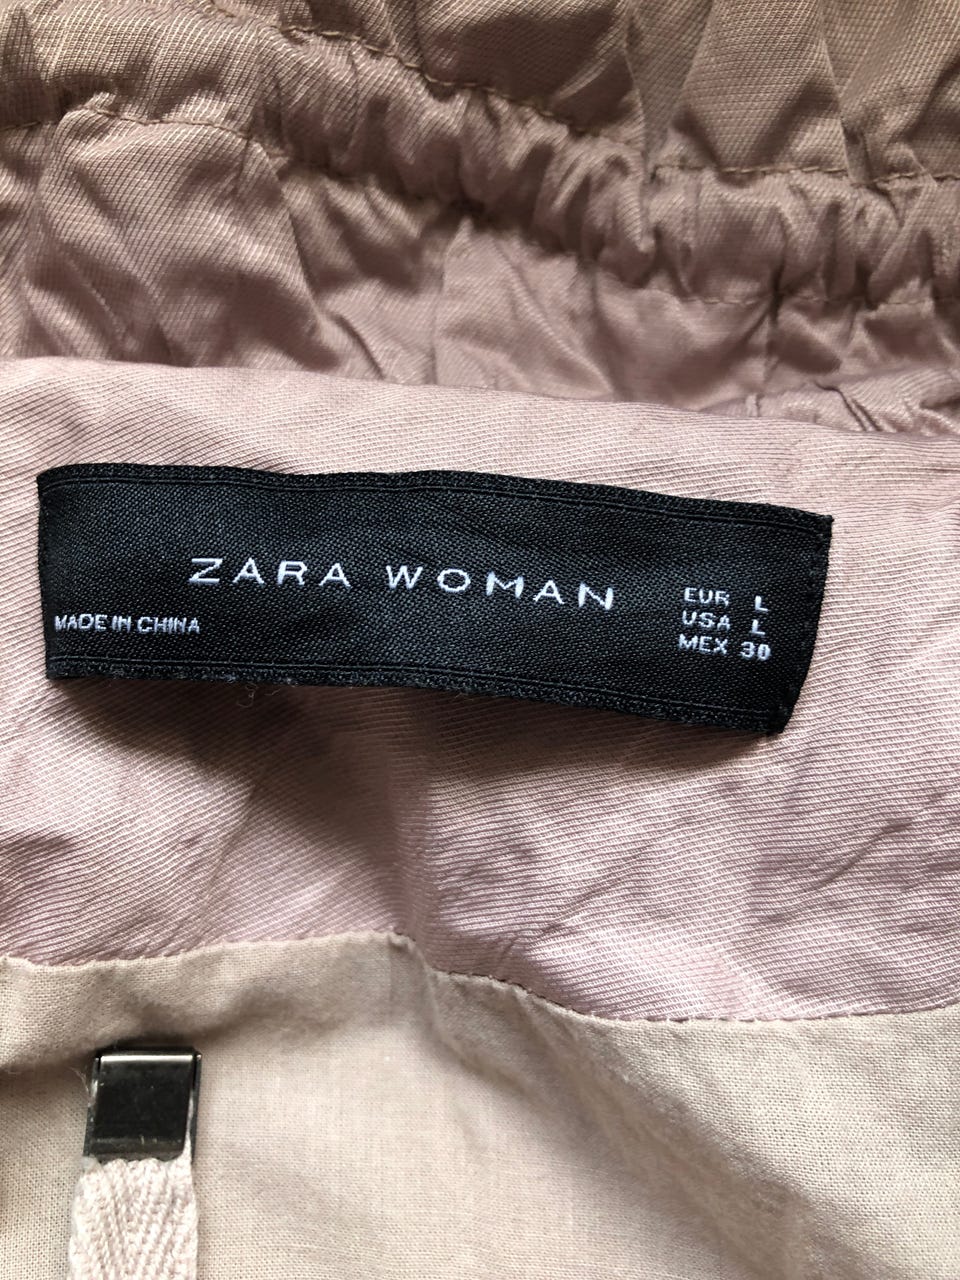 ZARA WOMAN
MADE IN CHINA
EUR L
USA L
MEX 30